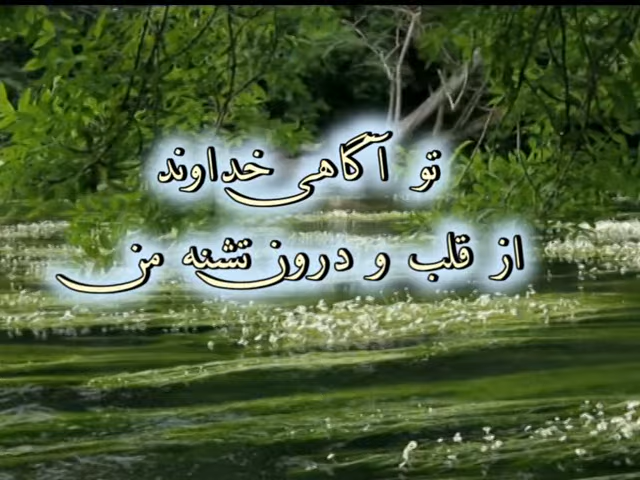 تو آگاهی خداوند
از قلب و درون تشنه من